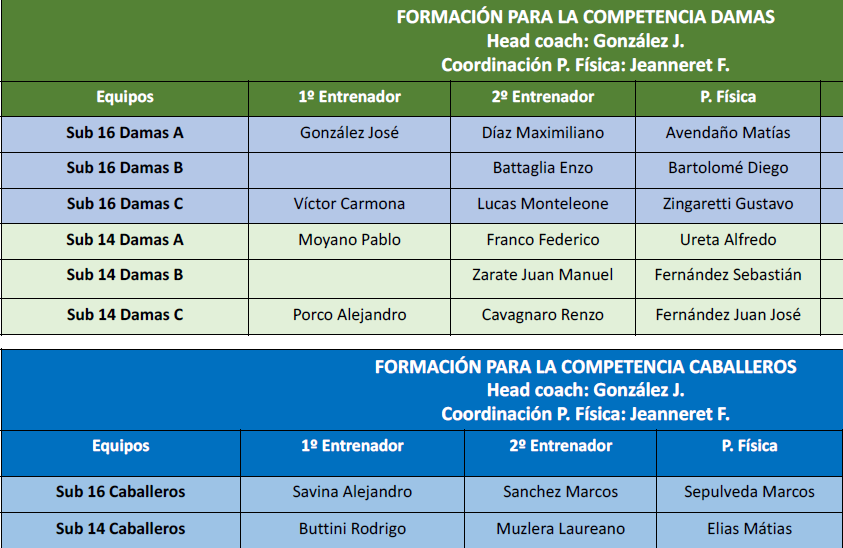 FORMACIÓN PARA LA COMPETENCIA DAMAS
Head coach: González J.
Coordinación P. Física: Jeanneret F.
Equipos 1º Entrenador 2º Entrenador P. Física
Sub 16 Damas A González José Díaz Maximiliano Avendaño Matías
Sub 16 Damas B Battaglia Enzo Bartolomé Diego
Sub 16 Damas C Víctor Carmona Lucas Monteleone Zingaretti Gustavo
Sub 14 Damas A Moyano Pablo Franco Federico Ureta Alfredo
Sub 14 Damas B Zarate Juan Manuel Fernández Sebastián
Sub 14 Damas C Porco Alejandro Cavagnaro Renzo Fernández Juan José
FORMACIÓN PARA LA COMPETENCIA CABALLEROS
Head coach: González J.
Coordinación P. Física: Jeanneret F.
Equipos 1º Entrenador 2º Entrenador P. Física
Sub 16 Caballeros Savina Alejandro Sanchez Marcos Sepulveda Marcos
Sub 14 Caballeros Buttini Rodrigo Muzlera Laureano Elias Mátias